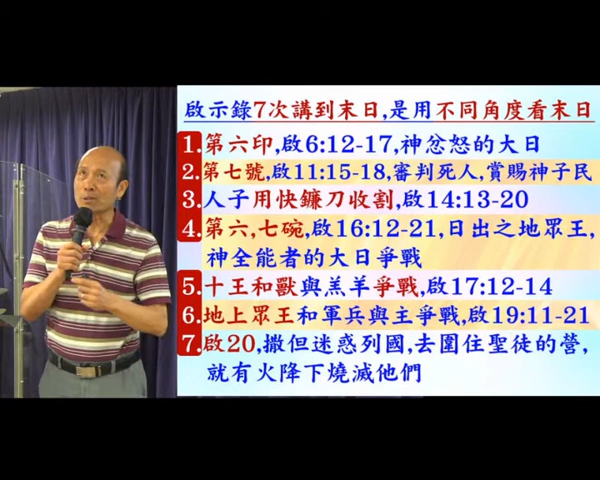 啟示錄7次講到末日,是用不同角度看末日
1.第六印,啟6:12-17,神忿怒的大日
2.第七號,啟11:15-18,審判死人,賞賜神子民
3.人子用快鐮刀收割,啟14:13-20
4.第六,七碗,啟16:12-21,日出之地眾王,
神全能者的大日爭戰
5.十王和獸與羔羊爭戰,啟17:12-14
6.地上眾王和軍兵與主爭戰,啟19:11-21
7.啟20,撒但迷惑列國,去圍住聖徒的營,
就有火降下燒滅他們